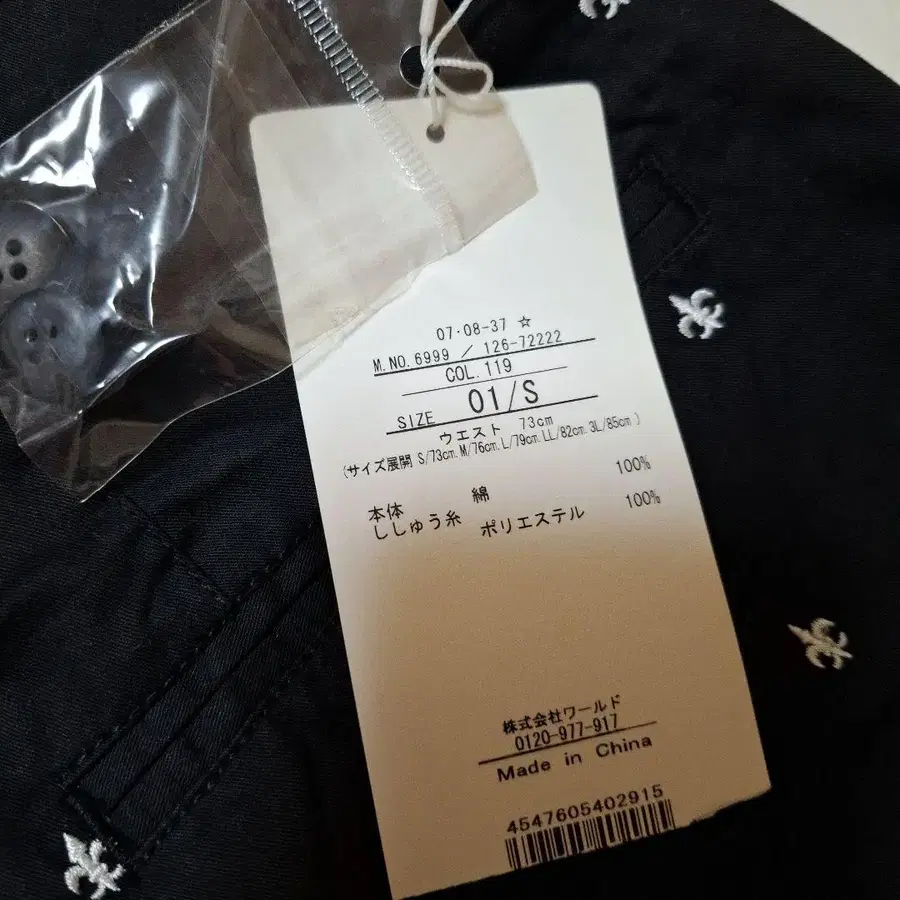 07・08-37 ☆
M.NO.6999 / 126-72222
COL.119
SIZE 01/S
ウエスト 73cm
(サイズ展開 S/73cm.M/76cm.L/79cm.LL/82cm.3L/85cm )
本体 綿 100%
ししゅう糸 ポリエステル 100%
株式会社ワールド
0120-977-917
Made in China
4547605402915